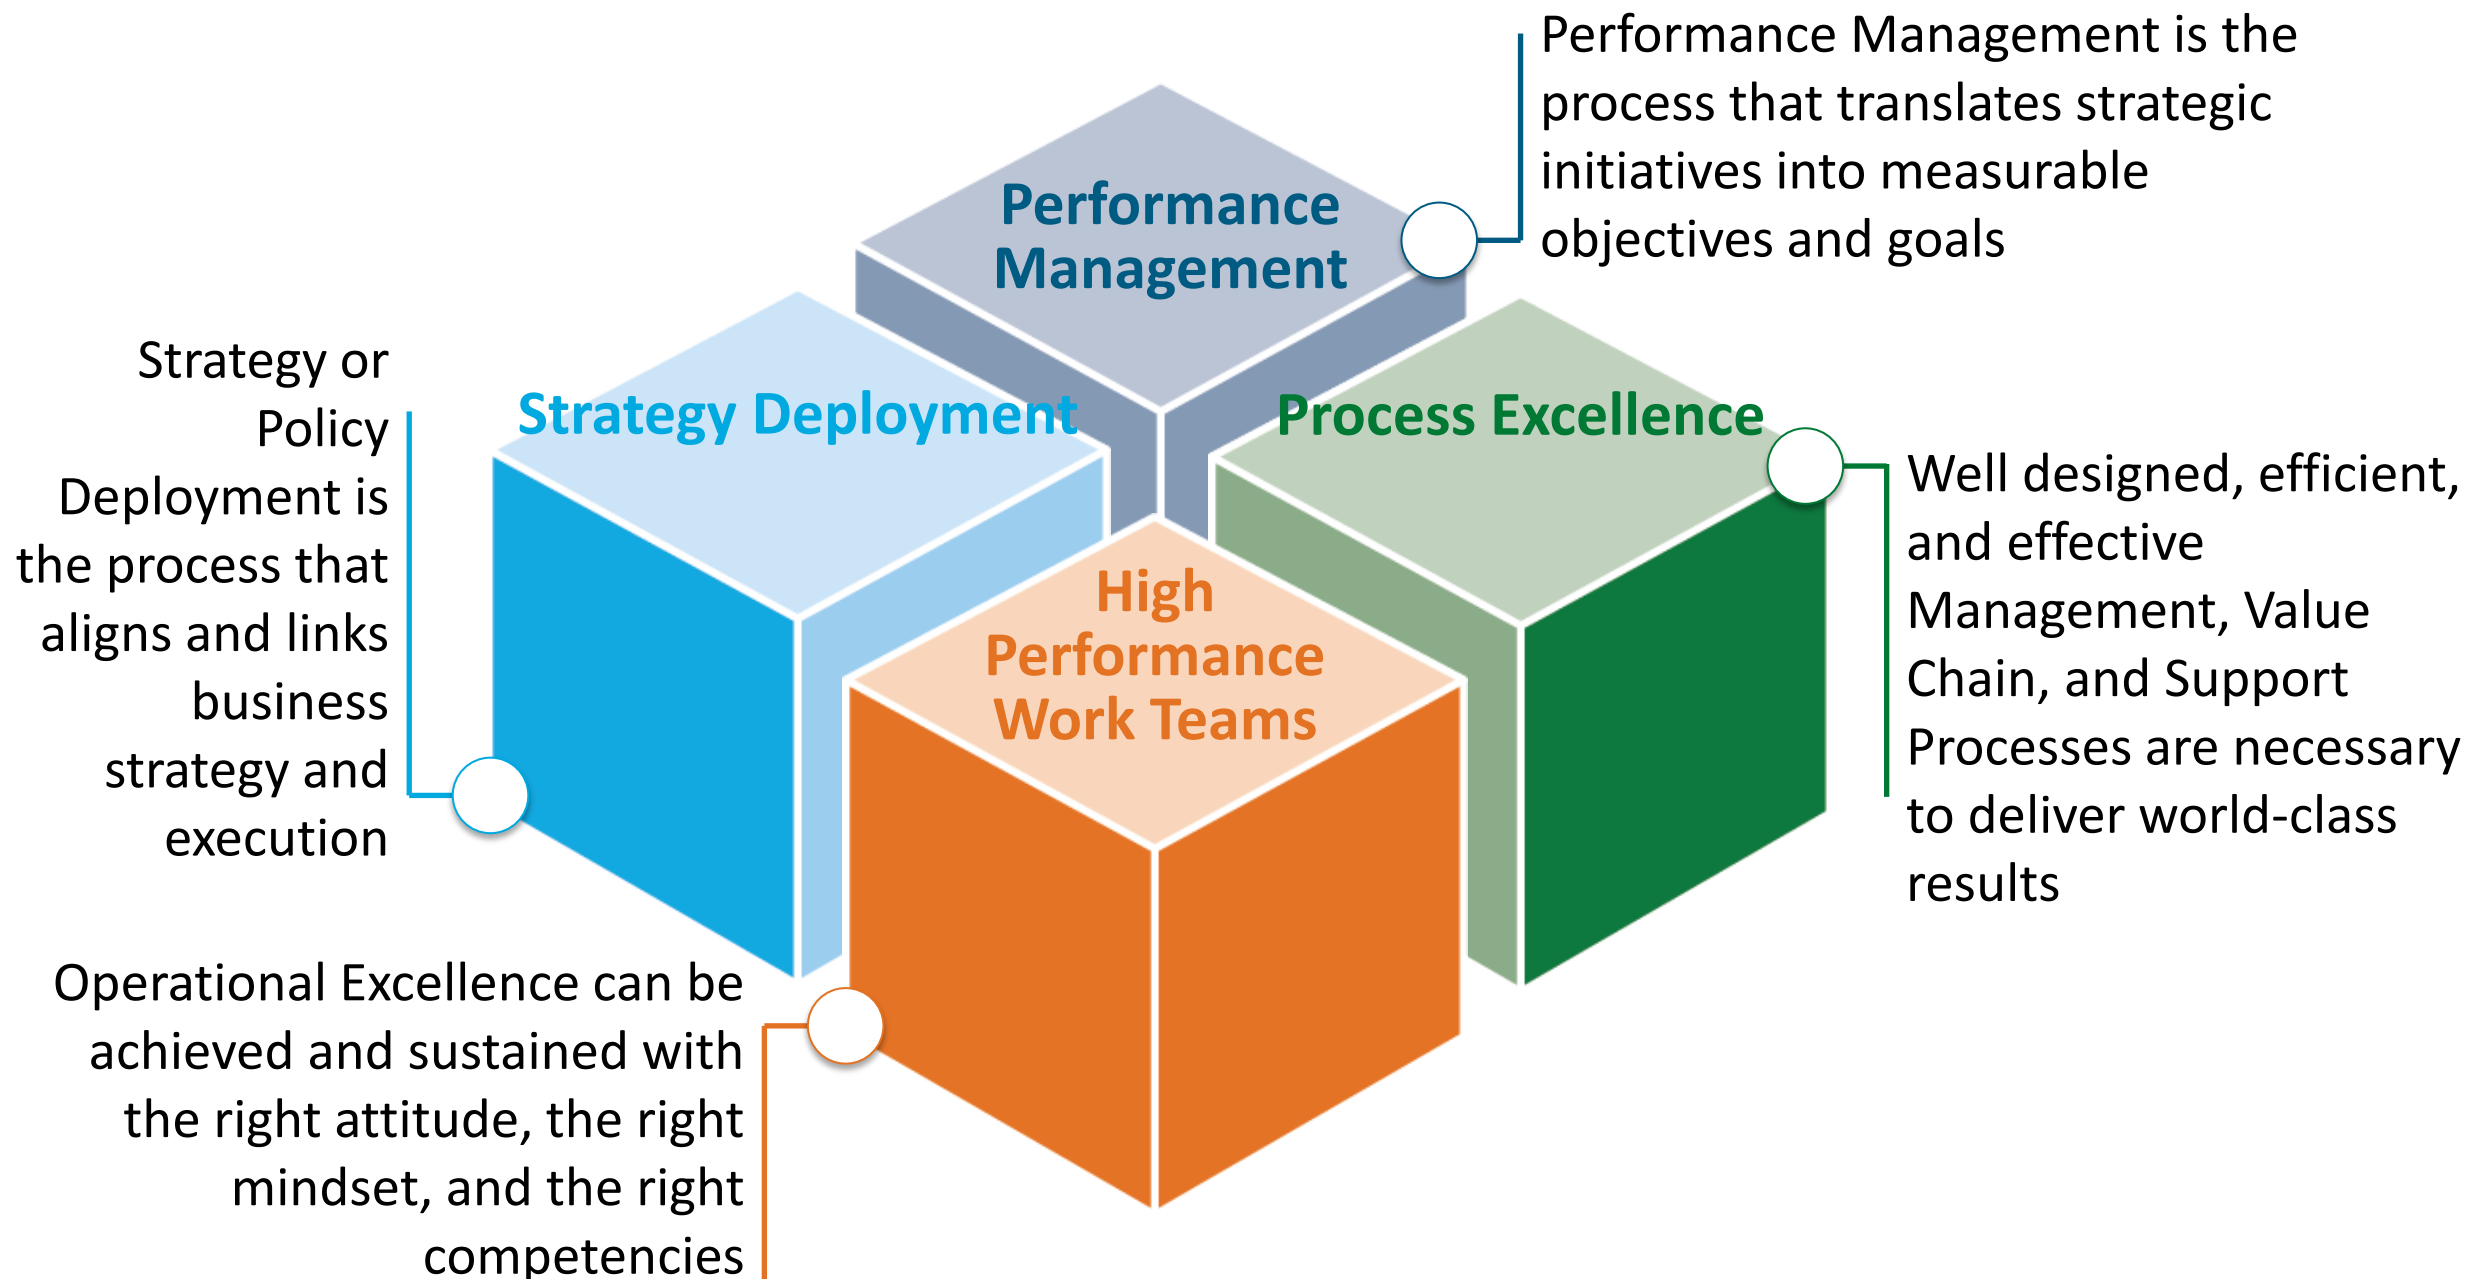 Performance Management is the
process that translates strategic
initiatives into measurable
objectives and goals
Performance
Management
Strategy or
Policy
Deployment is
the process that
aligns and links
business
strategy and
execution
Strategy Deployment
Process Excellence
Well designed, efficient,
and effective
Management, Value
Chain, and Support
Processes are necessary
to deliver world-class
results
High
Performance
Work Teams
Operational Excellence can be
achieved and sustained with
the right attitude, the right
mindset, and the right
competencies